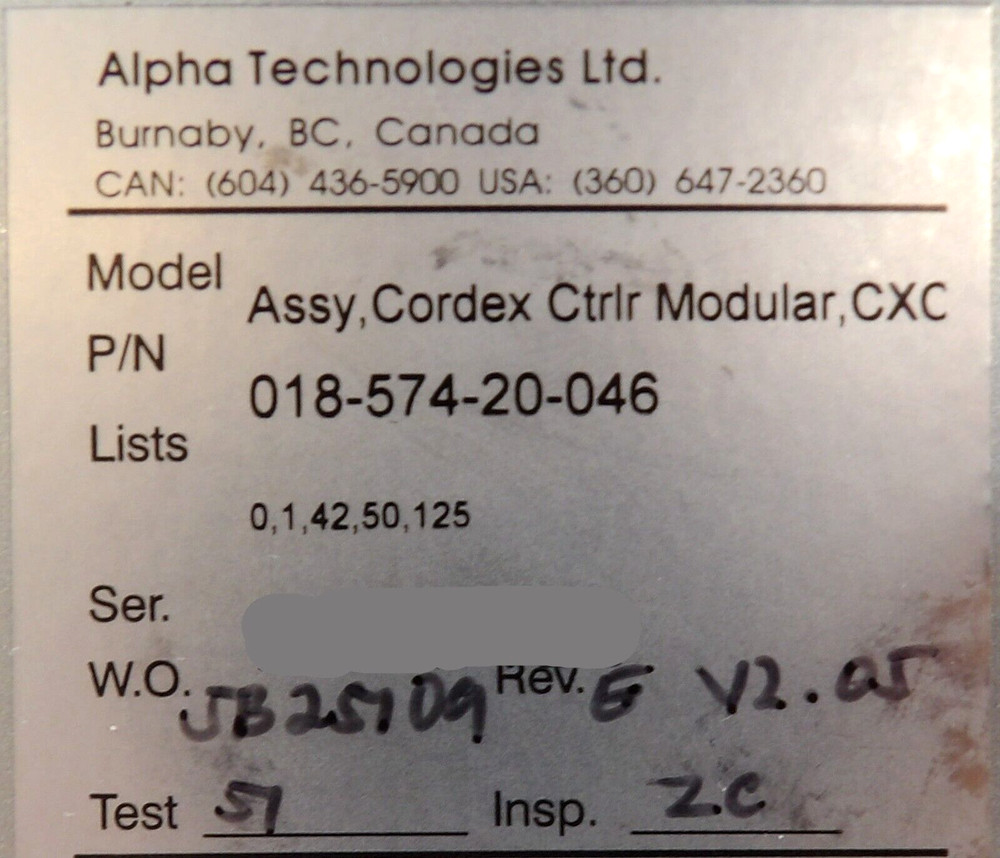 Alpha Technologies Ltd.
Burnaby, BC, Canada
CAN: (604) 436-5900 USA: (360) 647-2360
Model Assy,Cordex Ctrlr Modular,CXC
P/N 018-574-20-046
Lists
0,1,42,50,125
Ser.
W.O. JB25109 Rev. E V2.05
Test 51 Insp. Z.C